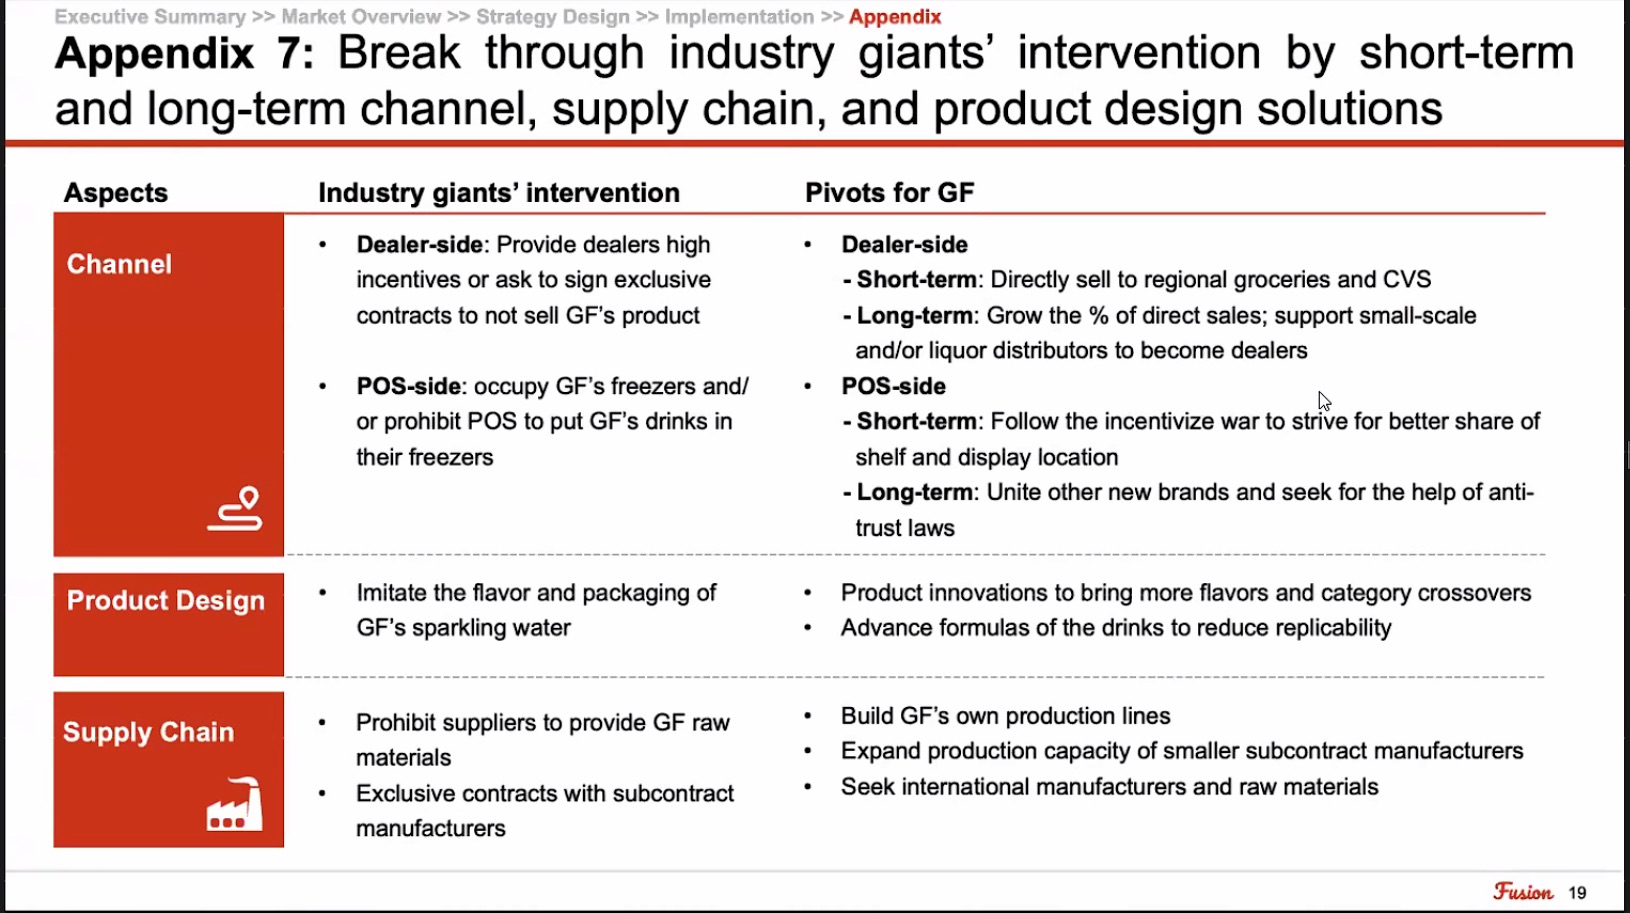 Executive Summary >> Market Overview >> Strategy Design >> Implementation >> Appendix
Appendix 7: Break through industry giants’ intervention by short-term
and long-term channel, supply chain, and product design solutions
Aspects
Industry giants’ intervention
Pivots for GF
Channel
• Dealer-side: Provide dealers high
incentives or ask to sign exclusive
contracts to not sell GF’s product
• POS-side: occupy GF’s freezers and/
or prohibit POS to put GF’s drinks in
their freezers
• Dealer-side
- Short-term: Directly sell to regional groceries and CVS
- Long-term: Grow the % of direct sales; support small-scale
and/or liquor distributors to become dealers
• POS-side
- Short-term: Follow the incentivize war to strive for better share of
shelf and display location
- Long-term: Unite other new brands and seek for the help of anti-
trust laws
Product Design
• Imitate the flavor and packaging of
GF’s sparkling water
• Product innovations to bring more flavors and category crossovers
• Advance formulas of the drinks to reduce replicability
Supply Chain
• Prohibit suppliers to provide GF raw
materials
• Exclusive contracts with subcontract
manufacturers
• Build GF’s own production lines
• Expand production capacity of smaller subcontract manufacturers
• Seek international manufacturers and raw materials
Fusion 19